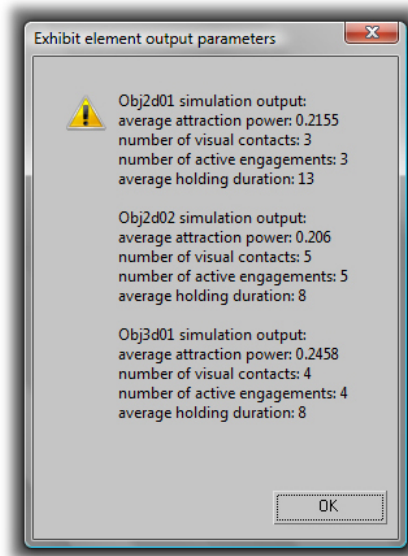 Exhibit element output parameters
Obj2d01 simulation output:
average attraction power: 0.2155
number of visual contacts: 3
number of active engagements: 3
average holding duration: 13
Obj2d02 simulation output:
average attraction power: 0.206
number of visual contacts: 5
number of active engagements: 5
average holding duration: 8
Obj3d01 simulation output:
average attraction power: 0.2458
number of visual contacts: 4
number of active engagements: 4
average holding duration: 8
OK